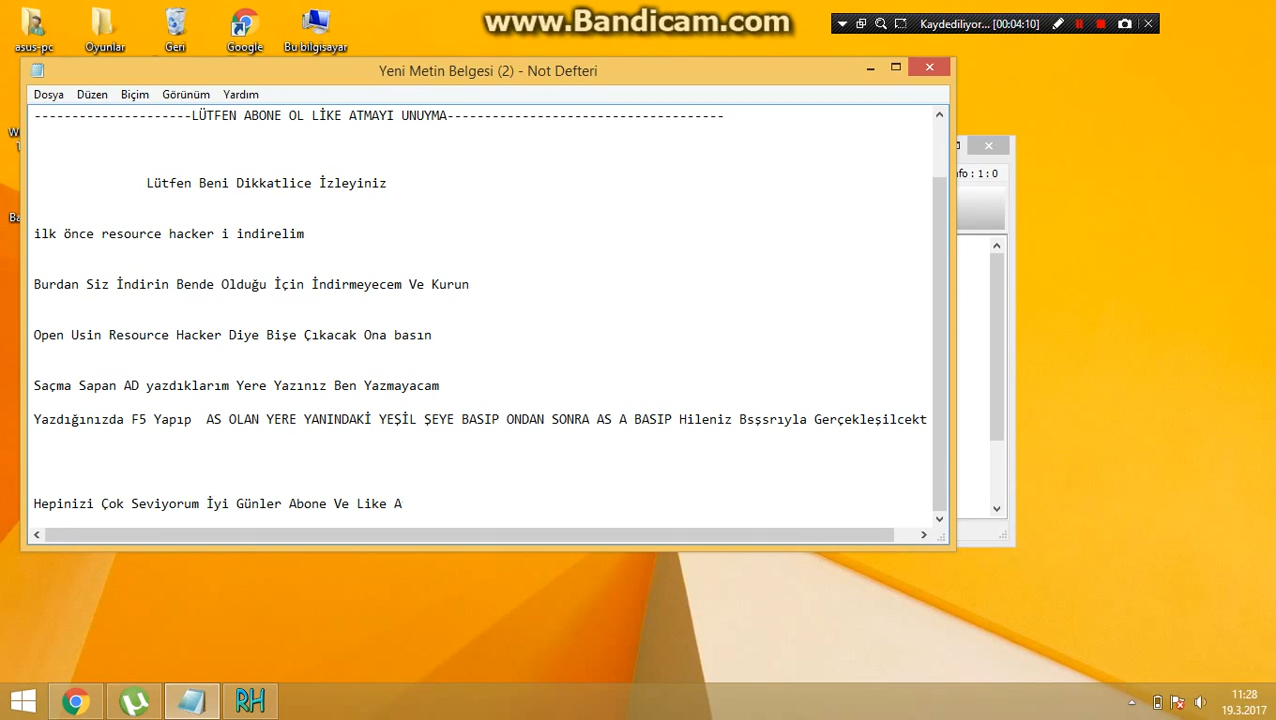 www.Bandicam.com
Kaydediliyor... [00:04:10]
asus-pc
Oyunlar
Geri
Google
Bu bilgisayar
Yeni Metin Belgesi (2) - Not Defteri
Dosya Düzen Biçim Görünüm Yardım
---------------------LÜTFEN ABONE OL LİKE ATMAYI UNUYMA-------------------------------------
Lütfen Beni Dikkatlice İzleyiniz
ilk önce resource hacker i indirelim
Burdan Siz İndirin Bende Olduğu İçin İndirmeyecem Ve Kurun
Open Usin Resource Hacker Diye Bişe Çıkacak Ona basın
Saçma Sapan AD yazdıklarım Yere Yazınız Ben Yazmayacam
Yazdığınızda F5 Yapıp AS OLAN YERE YANINDAKİ YEŞİL ŞEYE BASIP ONDAN SONRA AS A BASIP Hileniz Bsşsrıyla Gerçekleşilcekt
Hepinizi Çok Seviyorum İyi Günler Abone Ve Like A
nfo : 1 : 0
RH
11:28
19.3.2017